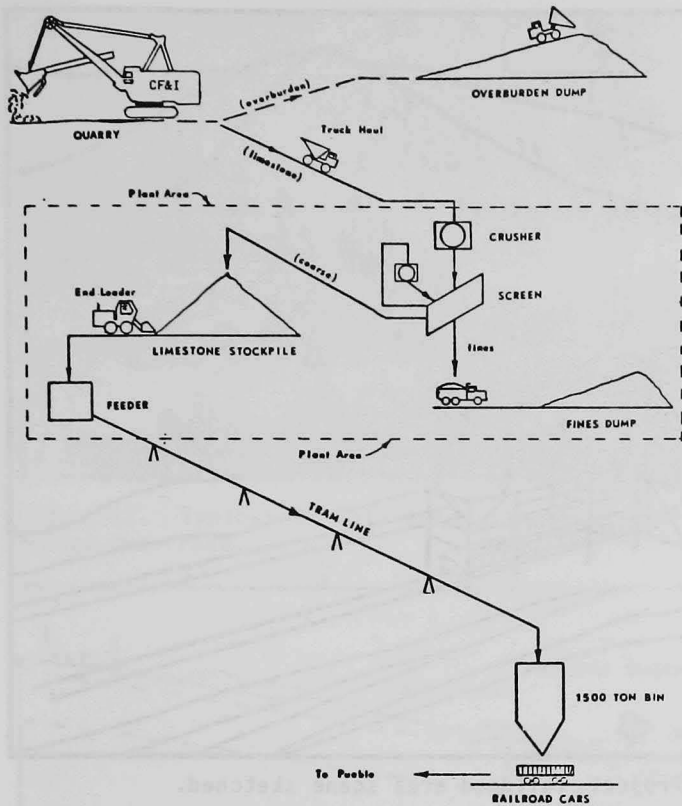 CF&I
QUARRY
(overburden)
OVERBURDEN DUMP
Truck Haul
(limestone)
Plant Area
CRUSHER
(coarse)
SCREEN
End Loader
LIMESTONE STOCKPILE
fines
FEEDER
FINES DUMP
Plant Area
TRAM LINE
1500 TON BIN
To Pueblo
RAILROAD CARS